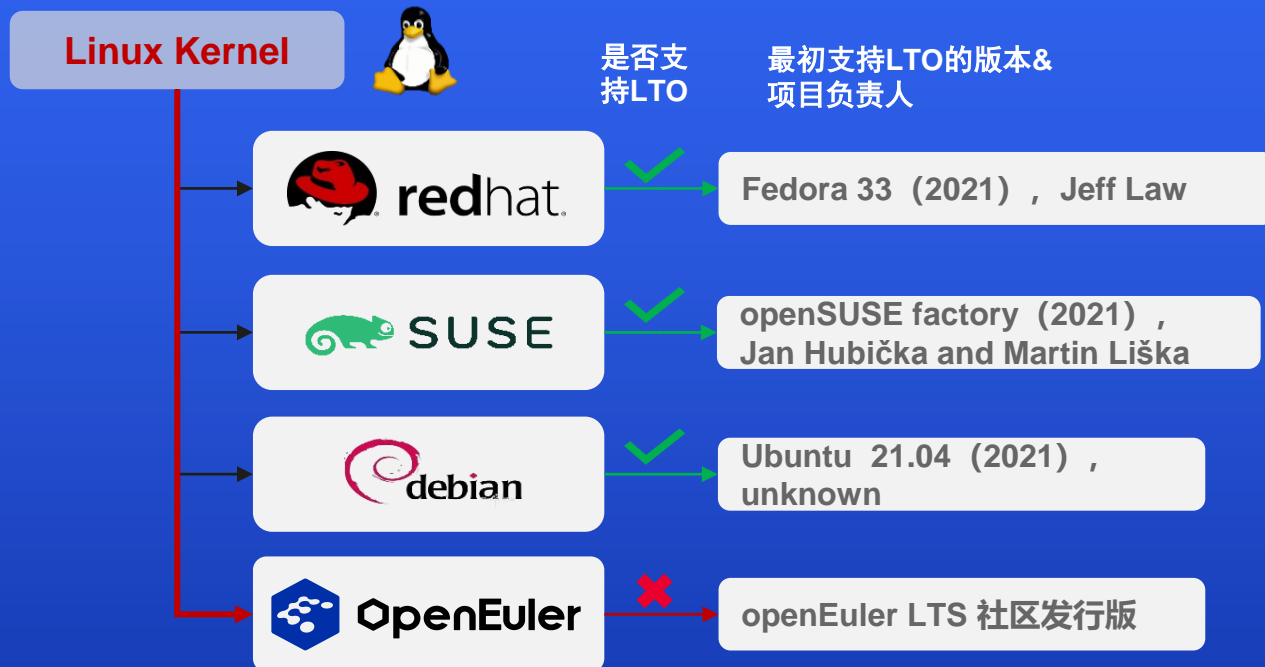 Linux Kernel
是否支
持LTO
最初支持LTO的版本&
项目负责人
redhat.
Fedora 33（2021）, Jeff Law
SUSE
openSUSE factory（2021）,
Jan Hubička and Martin Liška
debian
Ubuntu 21.04（2021）,
unknown
OpenEuler
openEuler LTS 社区发行版